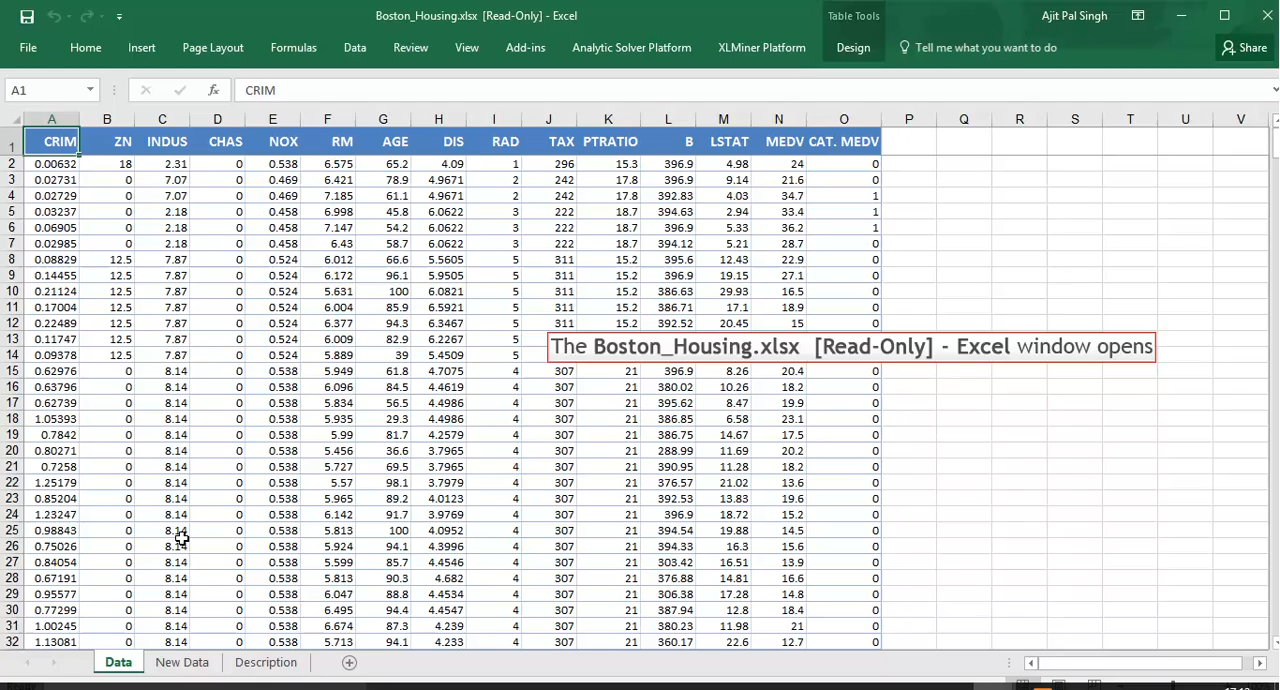 Boston_Housing.xlsx [Read-Only] - Excel
Table Tools
Ajit Pal Singh
File Home Insert Page Layout Formulas Data Review View Add-ins Analytic Solver Platform XLMiner Platform Design Tell me what you want to do Share
A1 fx CRIM
A B C D E F G H I J K L M N O P Q R S T U V
1 CRIM ZN INDUS CHAS NOX RM AGE DIS RAD TAX PTRATIO B LSTAT MEDV CAT. MEDV
2 0.00632 18 2.31 0 0.538 6.575 65.2 4.09 1 296 15.3 396.9 4.98 24 0
3 0.02731 0 7.07 0 0.469 6.421 78.9 4.9671 2 242 17.8 396.9 9.14 21.6 0
4 0.02729 0 7.07 0 0.469 7.185 61.1 4.9671 2 242 17.8 392.83 4.03 34.7 1
5 0.03237 0 2.18 0 0.458 6.998 45.8 6.0622 3 222 18.7 394.63 2.94 33.4 1
6 0.06905 0 2.18 0 0.458 7.147 54.2 6.0622 3 222 18.7 396.9 5.33 36.2 1
7 0.02985 0 2.18 0 0.458 6.43 58.7 6.0622 3 222 18.7 394.12 5.21 28.7 0
8 0.08829 12.5 7.87 0 0.524 6.012 66.6 5.5605 5 311 15.2 395.6 12.43 22.9 0
9 0.14455 12.5 7.87 0 0.524 6.172 96.1 5.9505 5 311 15.2 396.9 19.15 27.1 0
10 0.21124 12.5 7.87 0 0.524 5.631 100 6.0821 5 311 15.2 386.63 29.93 16.5 0
11 0.17004 12.5 7.87 0 0.524 6.004 85.9 6.5921 5 311 15.2 386.71 17.1 18.9 0
12 0.22489 12.5 7.87 0 0.524 6.377 94.3 6.3467 5 311 15.2 392.52 20.45 15 0
13 0.11747 12.5 7.87 0 0.524 6.009 82.9 6.2267 5
The Boston_Housing.xlsx [Read-Only] - Excel window opens
14 0.09378 12.5 7.87 0 0.524 5.889 39 5.4509 5
15 0.62976 0 8.14 0 0.538 5.949 61.8 4.7075 4 307 21 396.9 8.26 20.4 0
16 0.63796 0 8.14 0 0.538 6.096 84.5 4.4619 4 307 21 380.02 10.26 18.2 0
17 0.62739 0 8.14 0 0.538 5.834 56.5 4.4986 4 307 21 395.62 8.47 19.9 0
18 1.05393 0 8.14 0 0.538 5.935 29.3 4.4986 4 307 21 386.85 6.58 23.1 0
19 0.7842 0 8.14 0 0.538 5.99 81.7 4.2579 4 307 21 386.75 14.67 17.5 0
20 0.80271 0 8.14 0 0.538 5.456 36.6 3.7965 4 307 21 288.99 11.69 20.2 0
21 0.7258 0 8.14 0 0.538 5.727 69.5 3.7965 4 307 21 390.95 11.28 18.2 0
22 1.25179 0 8.14 0 0.538 5.57 98.1 3.7979 4 307 21 376.57 21.02 13.6 0
23 0.85204 0 8.14 0 0.538 5.965 89.2 4.0123 4 307 21 392.53 13.83 19.6 0
24 1.23247 0 8.14 0 0.538 6.142 91.7 3.9769 4 307 21 396.9 18.72 15.2 0
25 0.98843 0 8.14 0 0.538 5.813 100 4.0952 4 307 21 394.54 19.88 14.5 0
26 0.75026 0 8.14 0 0.538 5.924 94.1 4.3996 4 307 21 394.33 16.3 15.6 0
27 0.84054 0 8.14 0 0.538 5.599 85.7 4.4546 4 307 21 303.42 16.51 13.9 0
28 0.67191 0 8.14 0 0.538 5.813 90.3 4.682 4 307 21 376.88 14.81 16.6 0
29 0.95577 0 8.14 0 0.538 6.047 88.8 4.4534 4 307 21 306.38 17.28 14.8 0
30 0.77299 0 8.14 0 0.538 6.495 94.4 4.4547 4 307 21 387.94 12.8 18.4 0
31 1.00245 0 8.14 0 0.538 6.674 87.3 4.239 4 307 21 380.23 11.98 21 0
32 1.13081 0 8.14 0 0.538 5.713 94.1 4.233 4 307 21 360.17 22.6 12.7 0
Data New Data Description